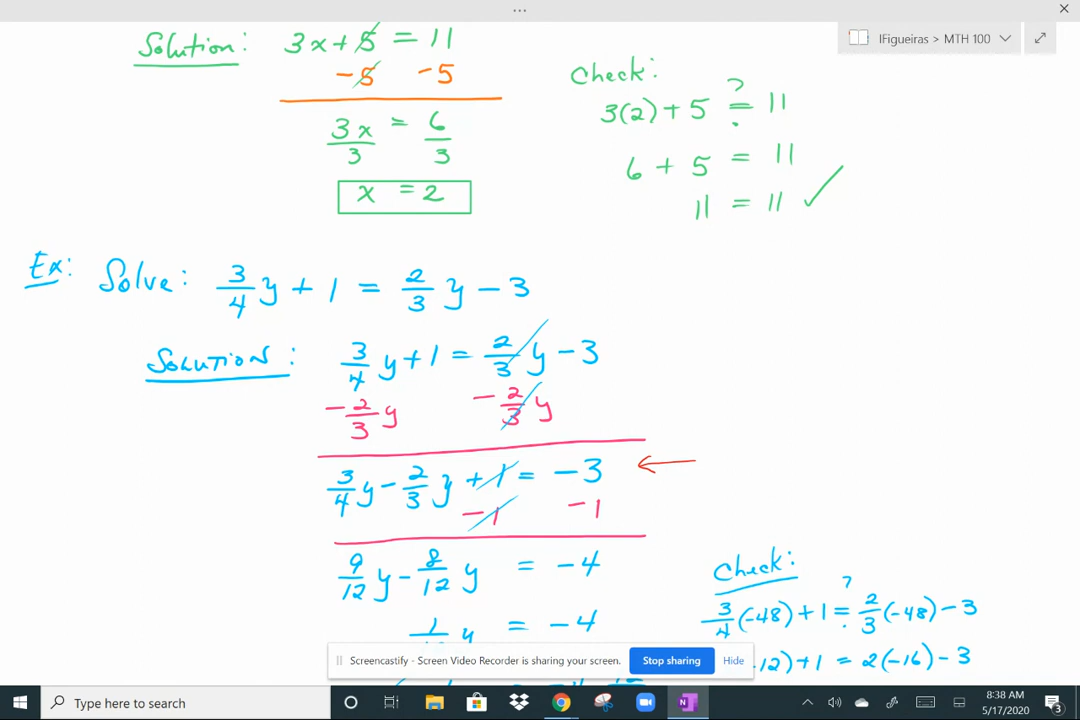 ...
IFigueiras > MTH 100
Solution: 3x + 5 = 11
-5 -5
3x/3 = 6/3
x = 2
Check:
3(2) + 5 ?= 11
6 + 5 = 11
11 = 11 ✓
Ex: Solve: 3/4 y + 1 = 2/3 y - 3
Solution: 3/4 y + 1 = 2/3 y - 3
-2/3 y -2/3 y
3/4 y - 2/3 y + 1 = -3 ←
-1 -1
9/12 y - 8/12 y = -4
y = -4
Check:
3/4 (-48) + 1 ?= 2/3 (-48) - 3
12) + 1 = 2(-16) - 3
Screencastify - Screen Video Recorder is sharing your screen.
Stop sharing
Hide
Type here to search
8:38 AM
5/17/2020
3